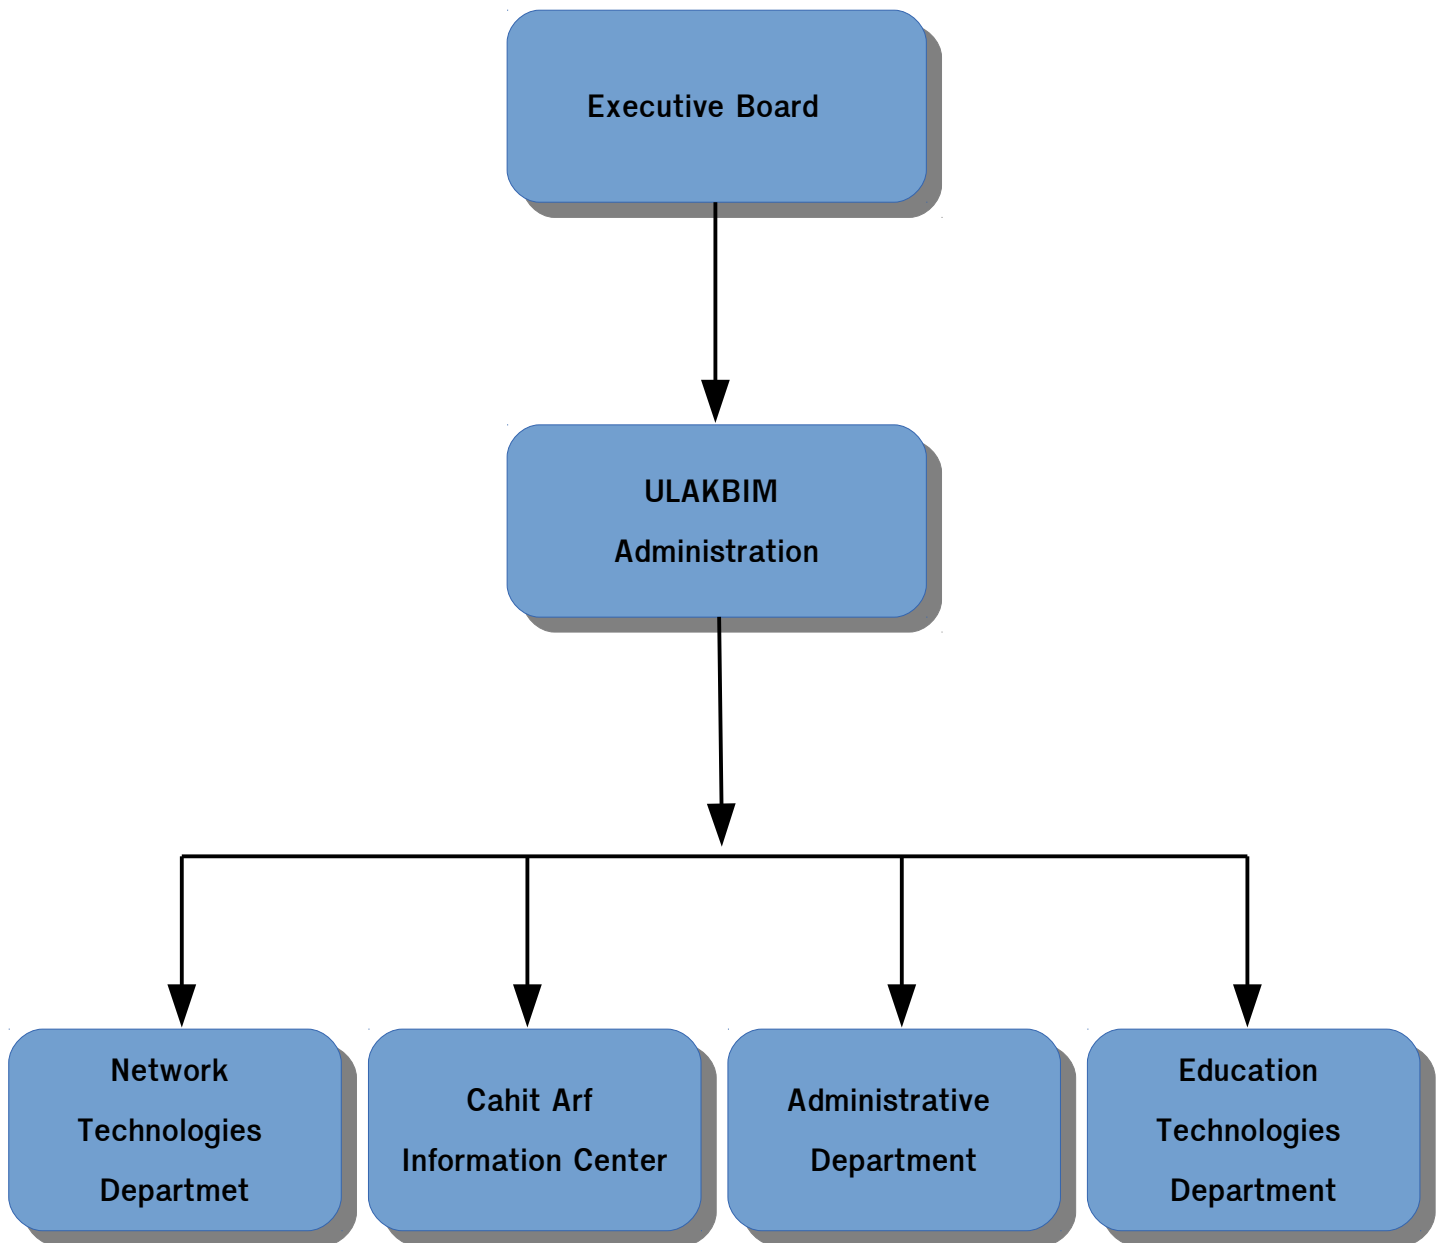 Executive Board
ULAKBIM
Administration
Network
Technologies
Departmet
Cahit Arf
Information Center
Administrative
Department
Education
Technologies
Department